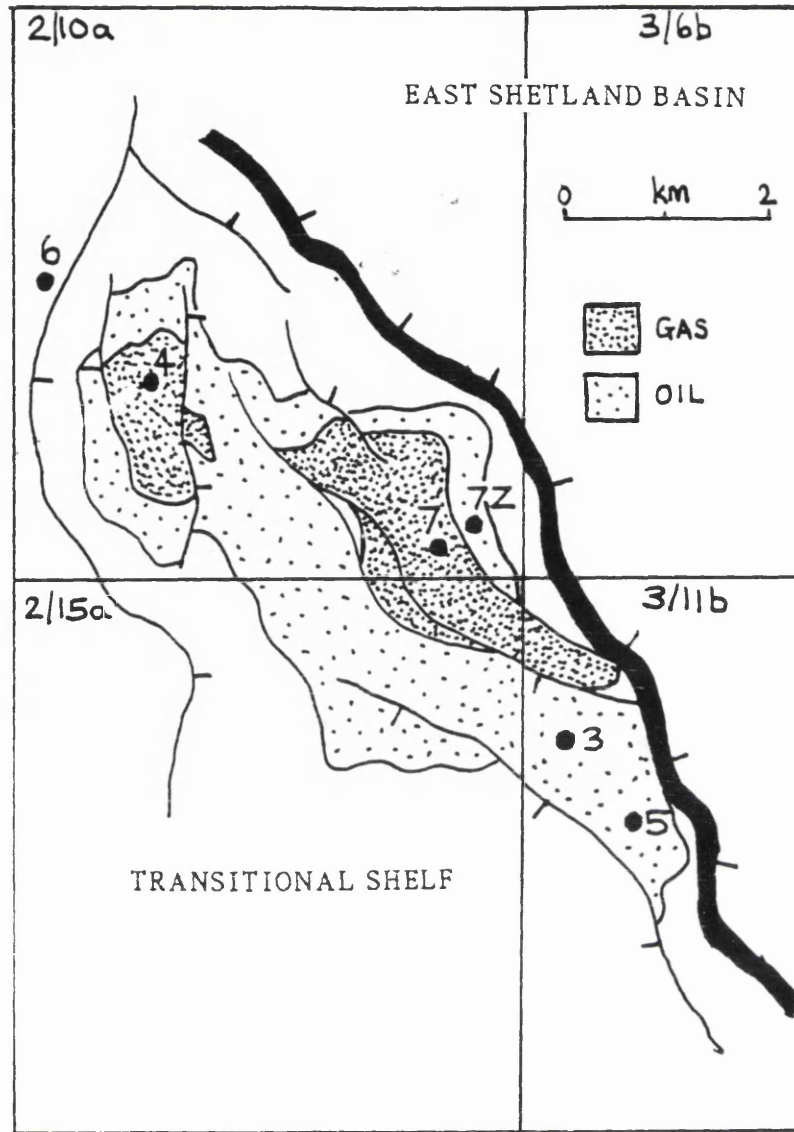 2/10a
3/6b
EAST SHETLAND BASIN
0 km 2
6
GAS
4
OIL
7Z
7
2/15a
3/11b
3
5
TRANSITIONAL SHELF